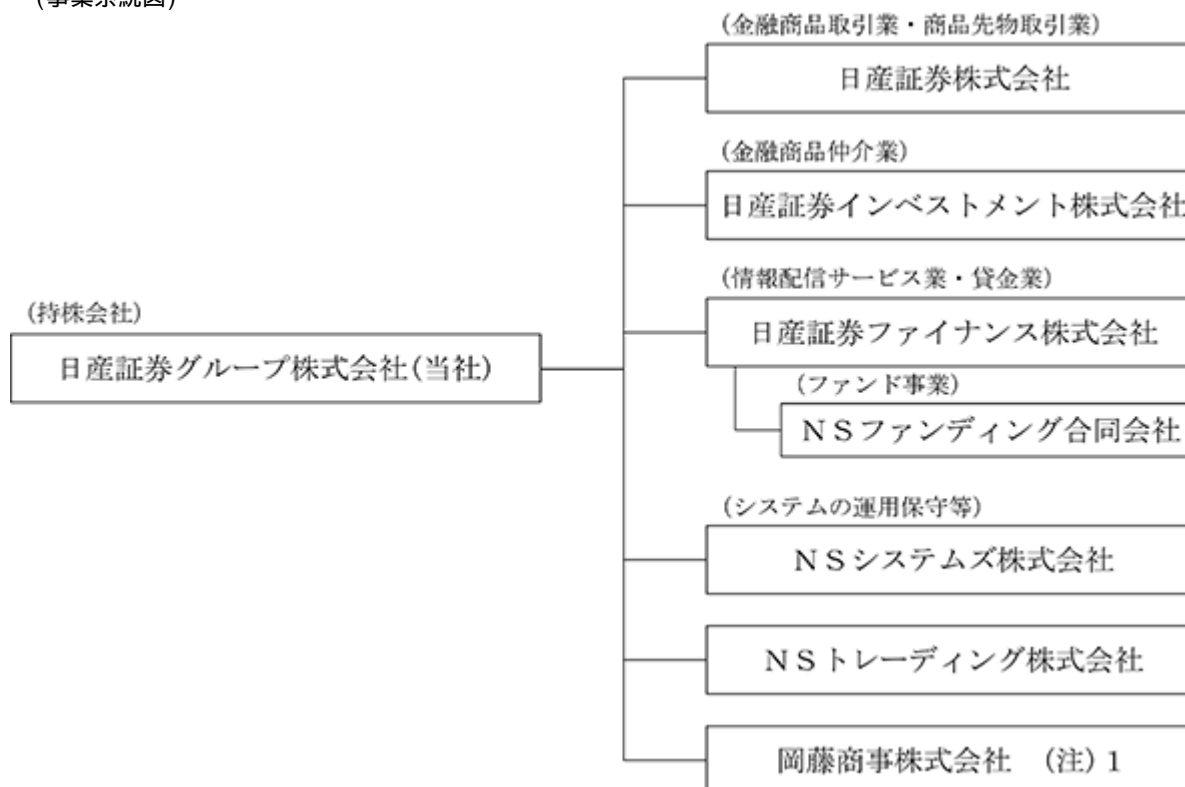 (事業系統図)
(金融商品取引業・商品先物取引業)
日産証券株式会社
(金融商品仲介業)
日産証券インベストメント株式会社
(情報配信サービス業・貸金業)
日産証券ファイナンス株式会社
(ファンド事業)
ＮＳファンディング合同会社
(持株会社)
日産証券グループ株式会社(当社)
(システムの運用保守等)
ＮＳシステムズ株式会社
ＮＳトレーディング株式会社
岡藤商事株式会社　(注)１